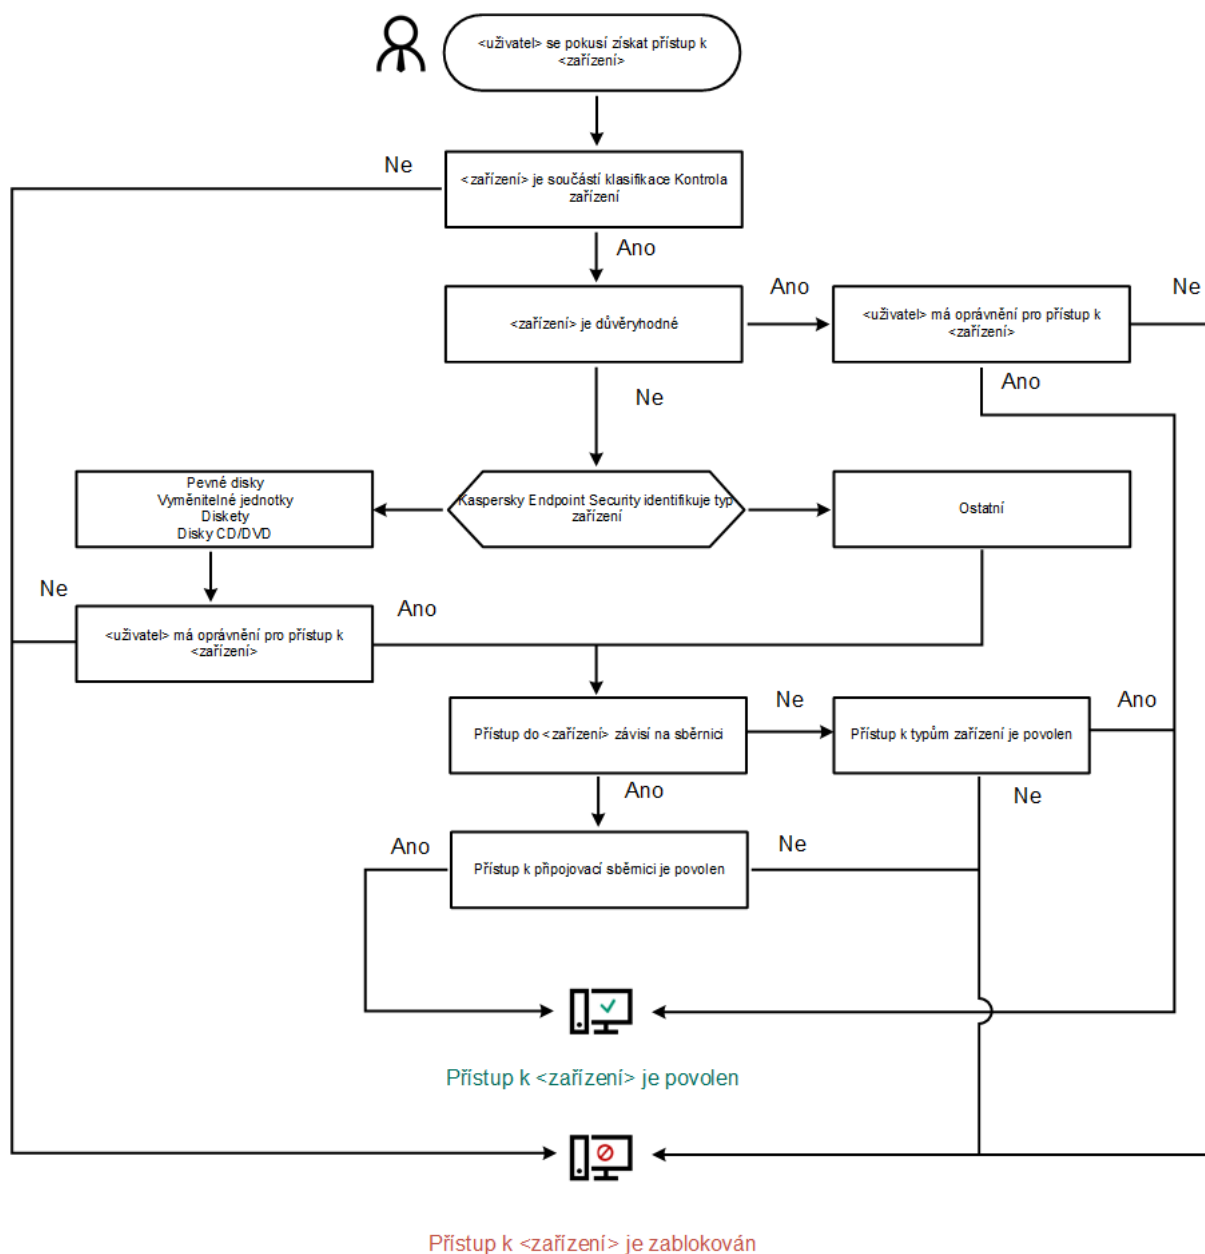 <uživatel> se pokusí získat přístup k
<zařízení>
Ne
<zařízení> je součástí klasifikace Kontrola
zařízení
Ano
<zařízení> je důvěryhodné
Ano
<uživatel> má oprávnění pro přístup k
<zařízení>
Ne
Ne
Ano
Pevné disky
Vyměnitelné jednotky
Diskety
Disky CD/DVD
Kaspersky Endpoint Security identifikuje typ
zařízení
Ostatní
Ne
<uživatel> má oprávnění pro přístup k
<zařízení>
Ano
Přístup do <zařízení> závisí na sběrnici
Ne
Přístup k typům zařízení je povolen
Ano
Ano
Ne
Ano
Přístup k připojovací sběrnici je povolen
Ne
Přístup k <zařízení> je povolen
Přístup k <zařízení> je zablokován